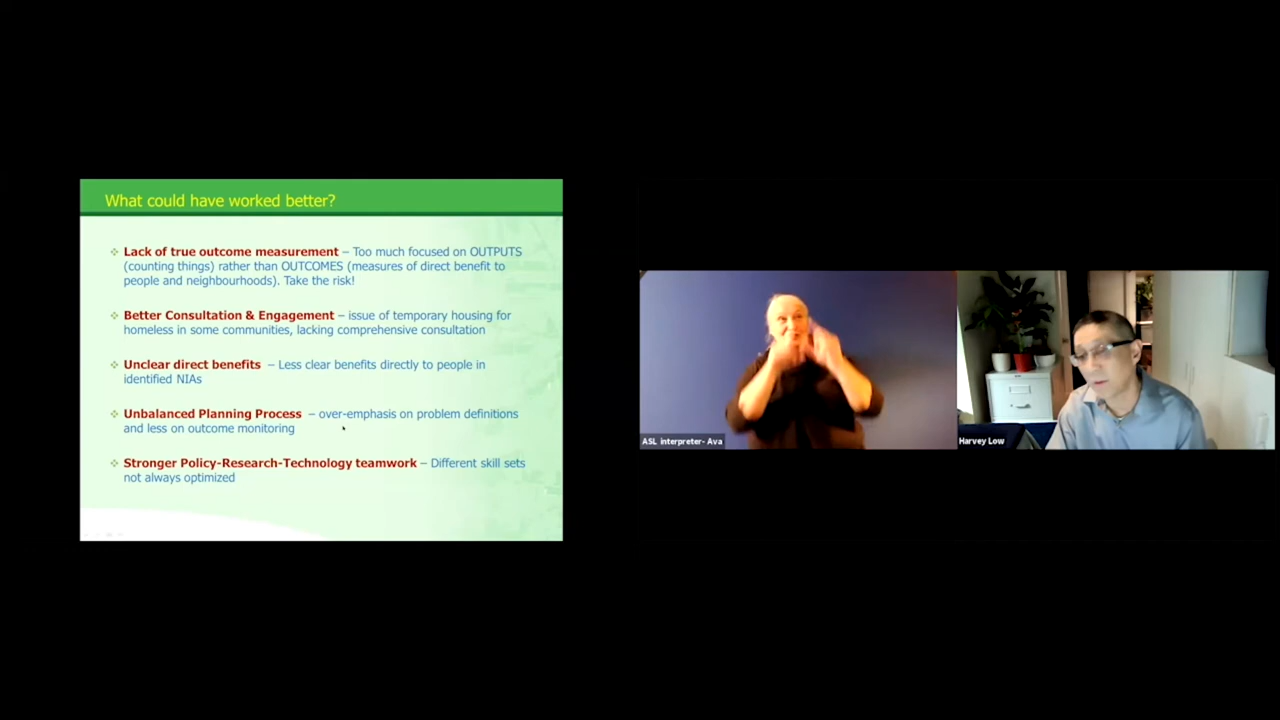 What could have worked better?
Lack of true outcome measurement – Too much focused on OUTPUTS
(counting things) rather than OUTCOMES (measures of direct benefit to
people and neighbourhoods). Take the risk!
Better Consultation & Engagement – issue of temporary housing for
homeless in some communities, lacking comprehensive consultation
Unclear direct benefits – Less clear benefits directly to people in
identified NIAs
Unbalanced Planning Process – over-emphasis on problem definitions
and less on outcome monitoring
Stronger Policy-Research-Technology teamwork – Different skill sets
not always optimized
ASL interpreter- Ava
Harvey Low